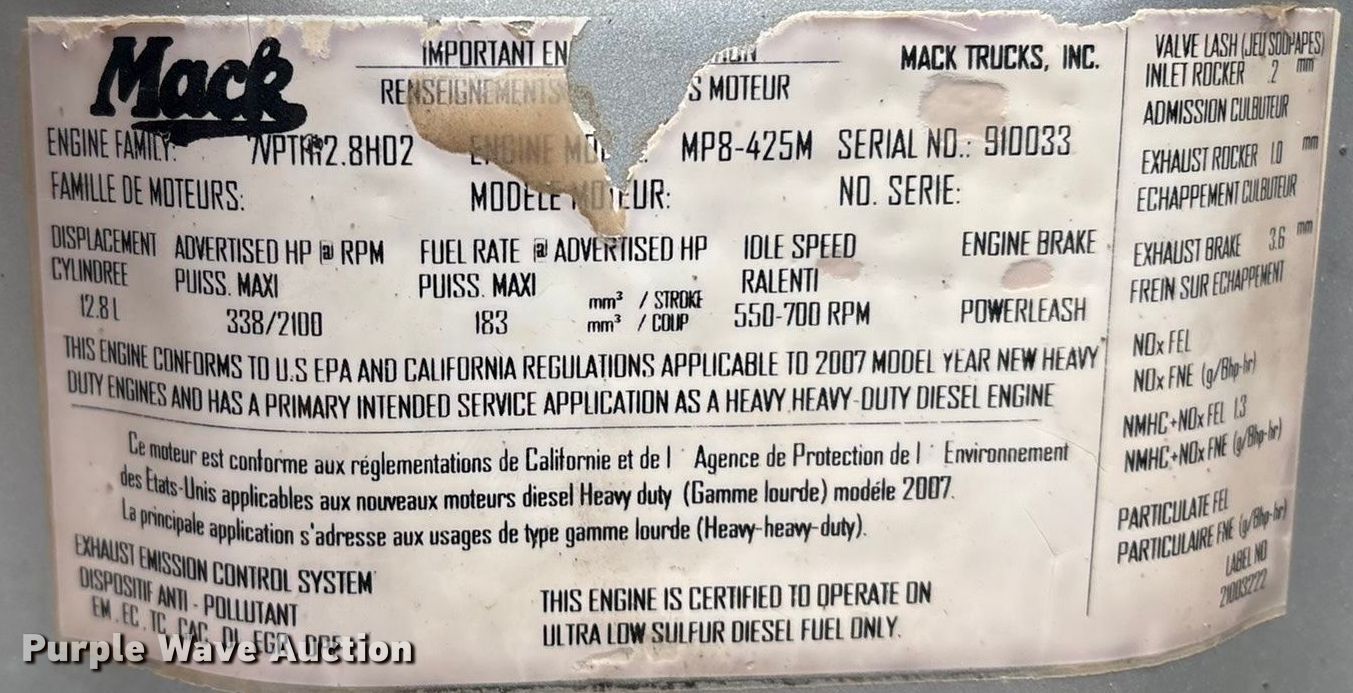 Mack
IMPORTANT EN
MACK TRUCKS, INC.
RENSEIGNEMENTS S MOTEUR
ENGINE FAMILY: ENGINE MP8-425M SERIAL NO.: 910033
FAMILLE DE MOTEURS: MODELE MOTEUR: NO. SERIE:
DISPLACEMENT ADVERTISED HP @ RPM FUEL RATE @ ADVERTISED HP IDLE SPEED ENGINE BRAKE
CYLINDREE PUISS. MAXI PUISS. MAXI RALENTI
12.8 L 338/2100 183 mm³ / STROKE 550-700 RPM POWERLEASH
mm³ / COUP
THIS ENGINE CONFORMS TO U.S EPA AND CALIFORNIA REGULATIONS APPLICABLE TO 2007 MODEL YEAR NEW HEAVY
DUTY ENGINES AND HAS A PRIMARY INTENDED SERVICE APPLICATION AS A HEAVY HEAVY-DUTY DIESEL ENGINE
Ce moteur est conforme aux réglementations de Californie et de l ' Agence de Protection de l ' Environnement
des Etats-Unis applicables aux nouveaux moteurs diesel Heavy duty (Gamme lourde) modéle 2007.
La principale application s'adresse aux usages de type gamme lourde (Heavy-heavy-duty).
EXHAUST EMISSION CONTROL SYSTEM
DISPOSITIF ANTI - POLLUTANT
EM, EC, TC, CAC, DI, EGR,
THIS ENGINE IS CERTIFIED TO OPERATE ON
ULTRA LOW SULFUR DIESEL FUEL ONLY.
VALVE LASH (JEU SOUPAPES)
INLET ROCKER .2 mm
ADMISSION CULBUTEUR
EXHAUST ROCKER 1.0 mm
ECHAPPEMENT CULBUTEUR
EXHAUST BRAKE 3.6 mm
FREIN SUR ECHAPPEMENT
NOx FEL
NOx FNE (g/Bhp-hr)
NMHC+NOx FEL 1.3
NMHC+NOx FNE (g/Bhp-hr)
PARTICULATE FEL
PARTICULAIRE FNE (g/Bhp-hr)
LABEL NO
21003222
Purple Wave Auction